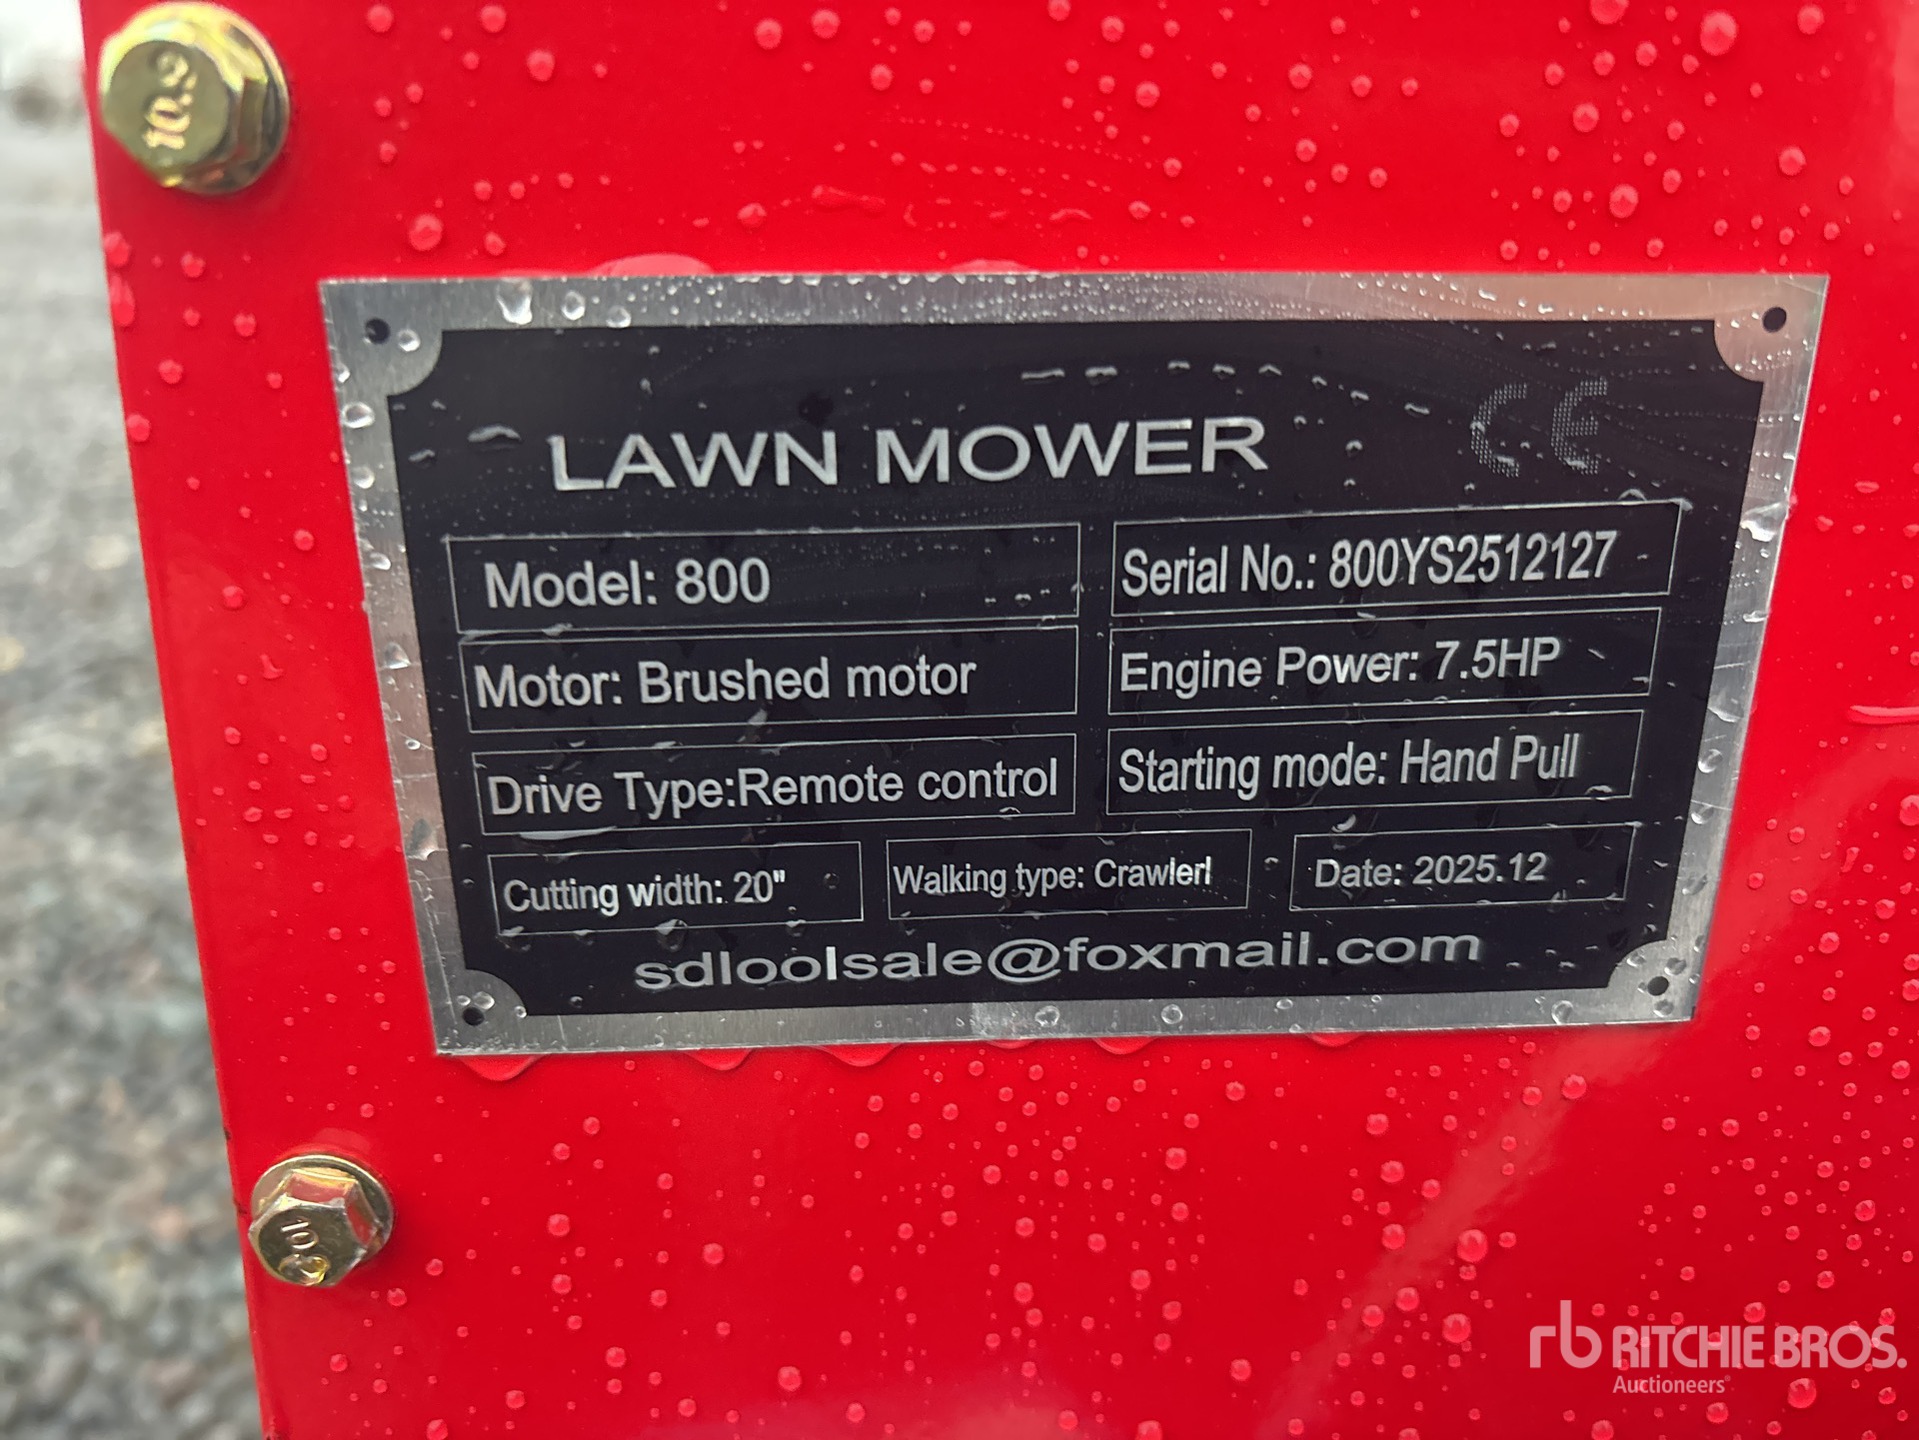 10.9
LAWN MOWER
CE
Model: 800
Serial No.: 800YS2512127
Motor: Brushed motor
Engine Power: 7.5HP
Drive Type:Remote control
Starting mode: Hand Pull
Cutting width: 20"
Walking type: Crawlerl
Date: 2025.12
sdloolsale@foxmail.com
10.9
rb RITCHIE BROS.
Auctioneers